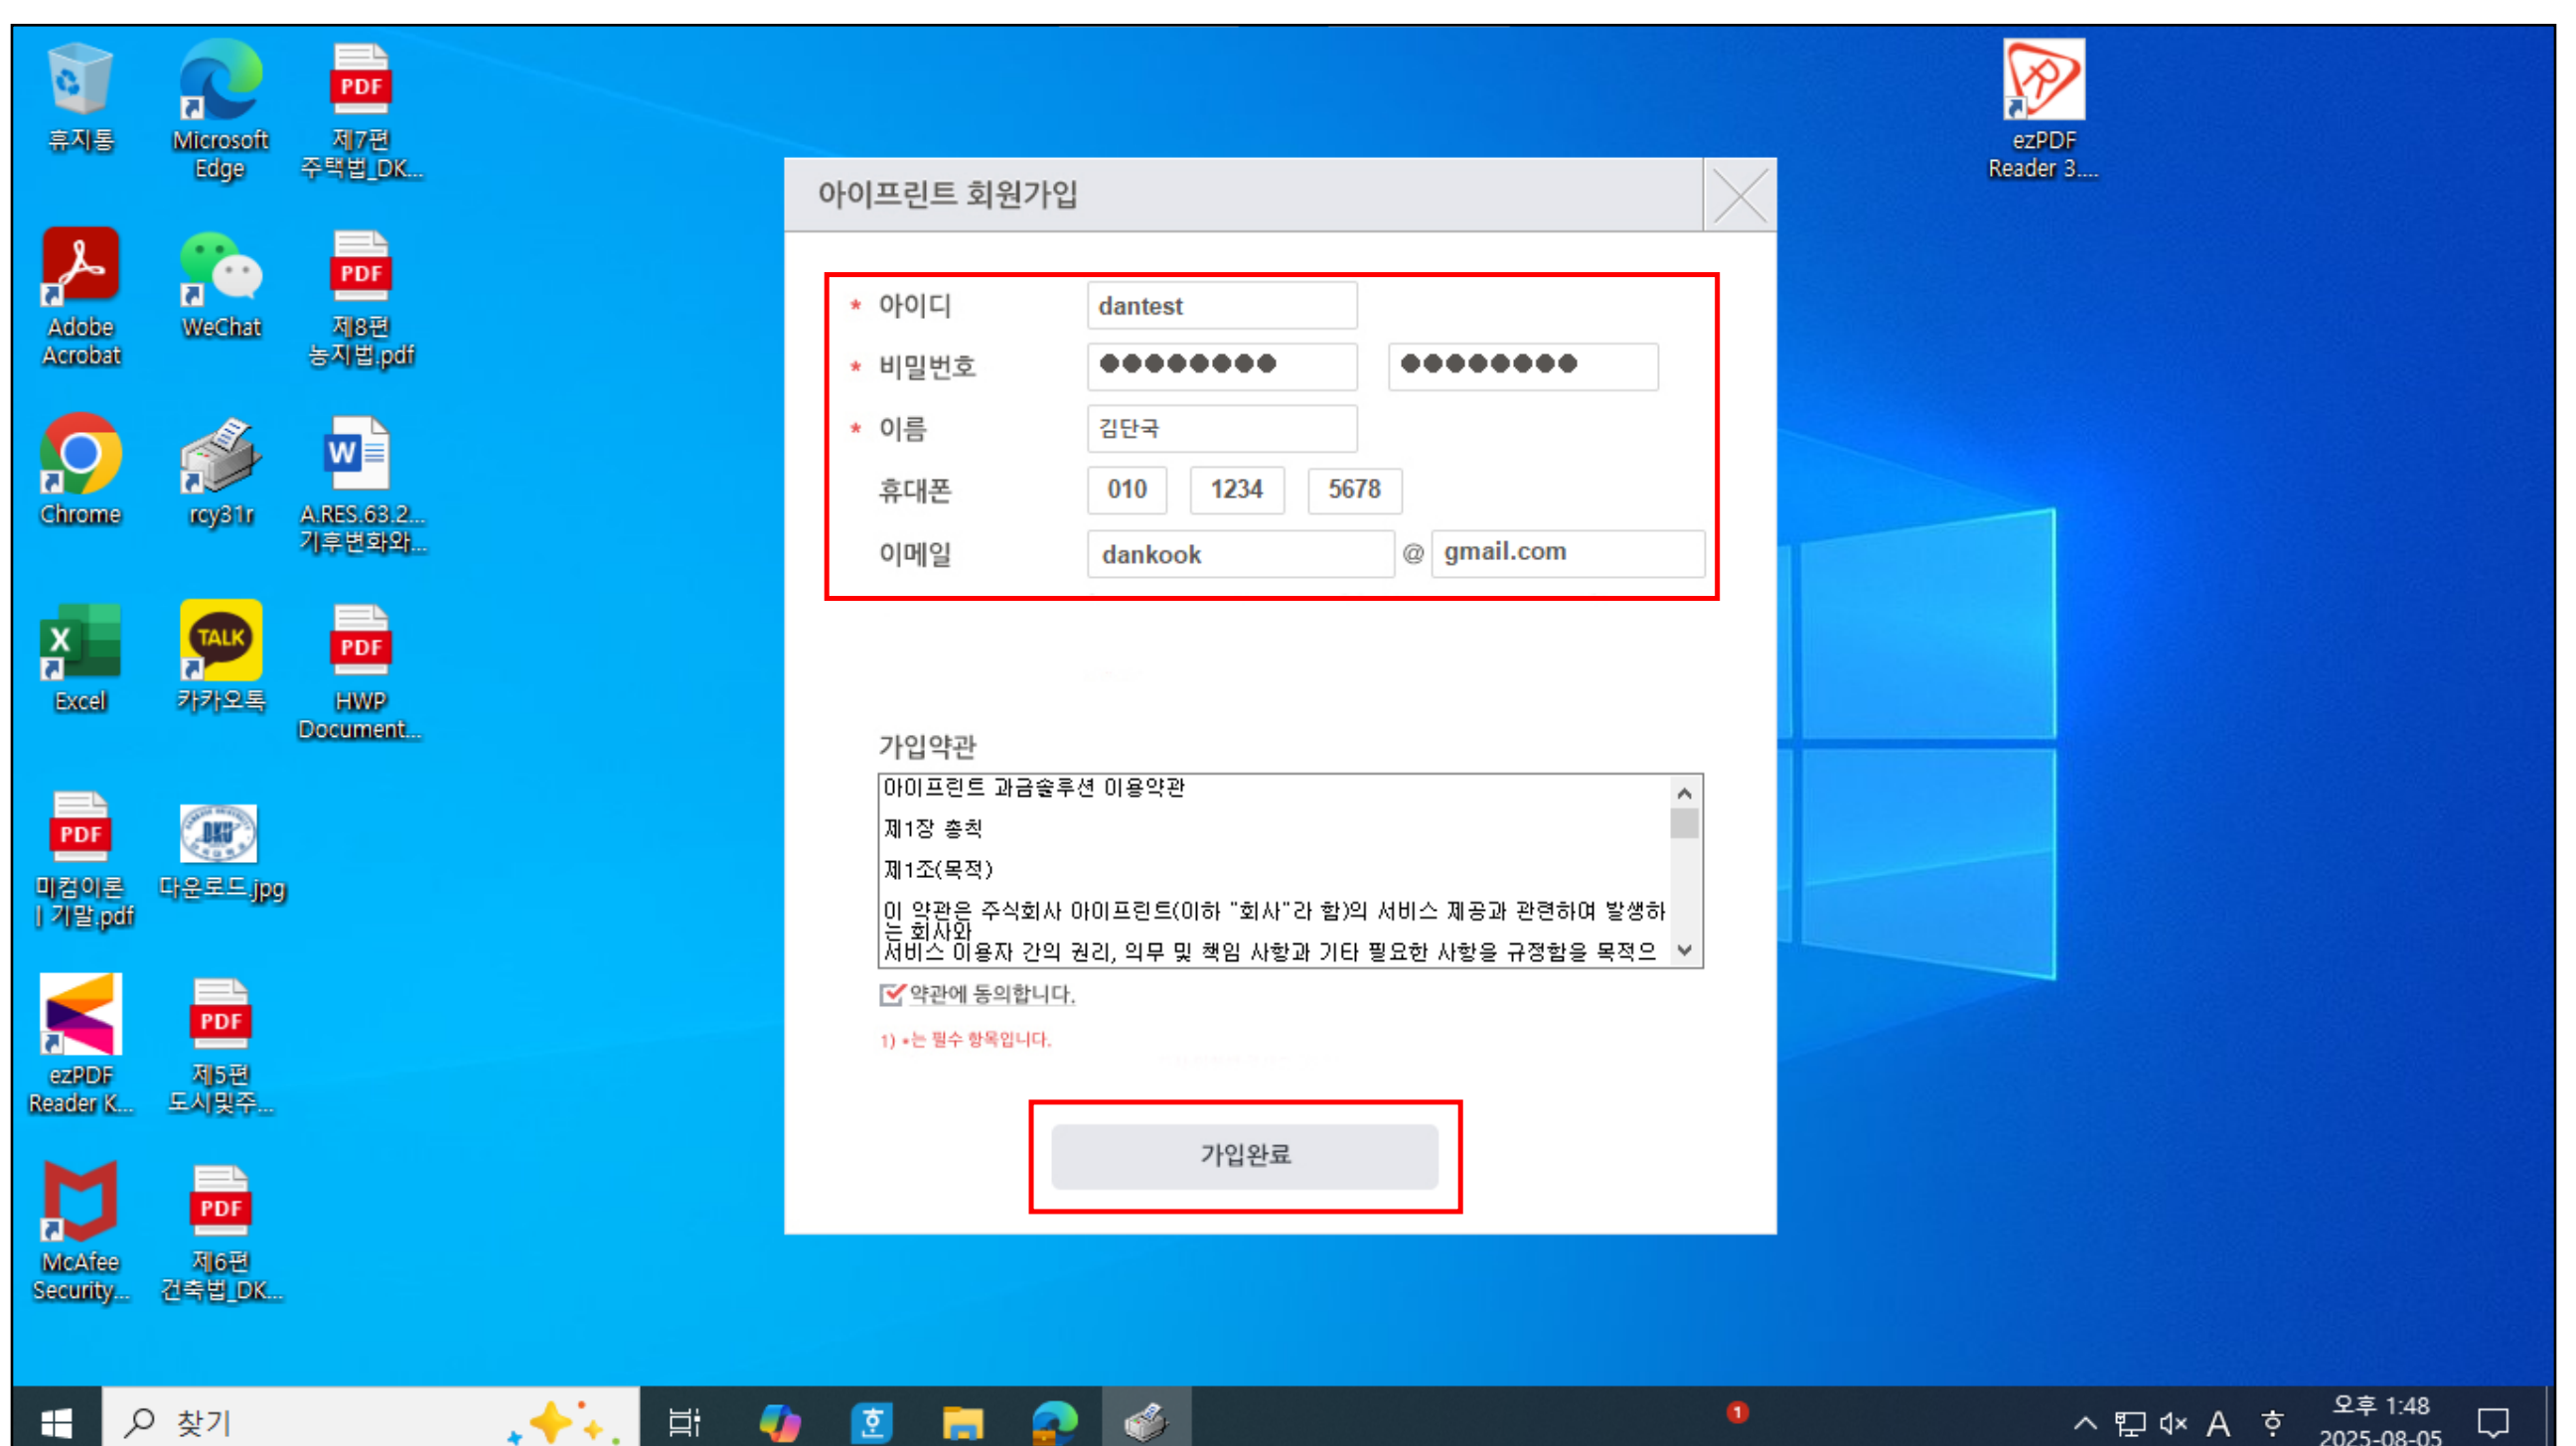 휴지통
Microsoft
Edge
PDF
제7편
주택법_DK...
ezPDF
Reader 3....
Adobe
Acrobat
WeChat
PDF
제8편
농지법.pdf
Chrome
rcy31r
W
A.RES.63.2...
기후변화와...
X
Excel
TALK
카카오톡
PDF
HWP
Document...
PDF
미컴이론
| 기말.pdf
DKU
다운로드.jpg
ezPDF
Reader K...
PDF
제5편
도시및주...
McAfee
Security...
PDF
제6편
건축법_DK...
아이프린트 회원가입
* 아이디 dantest
* 비밀번호
* 이름 김단국
휴대폰 010 1234 5678
이메일 dankook @ gmail.com
가입약관
아이프린트 과금솔루션 이용약관
제1장 총칙
제1조(목적)
이 약관은 주식회사 아이프린트(이하 "회사"라 함)의 서비스 제공과 관련하여 발생하
는 회사와
서비스 이용자 간의 권리, 의무 및 책임 사항과 기타 필요한 사항을 규정함을 목적으
약관에 동의합니다.
1) *는 필수 항목입니다.
가입완료
찾기
호
1
A
호
오후 1:48
2025-08-05